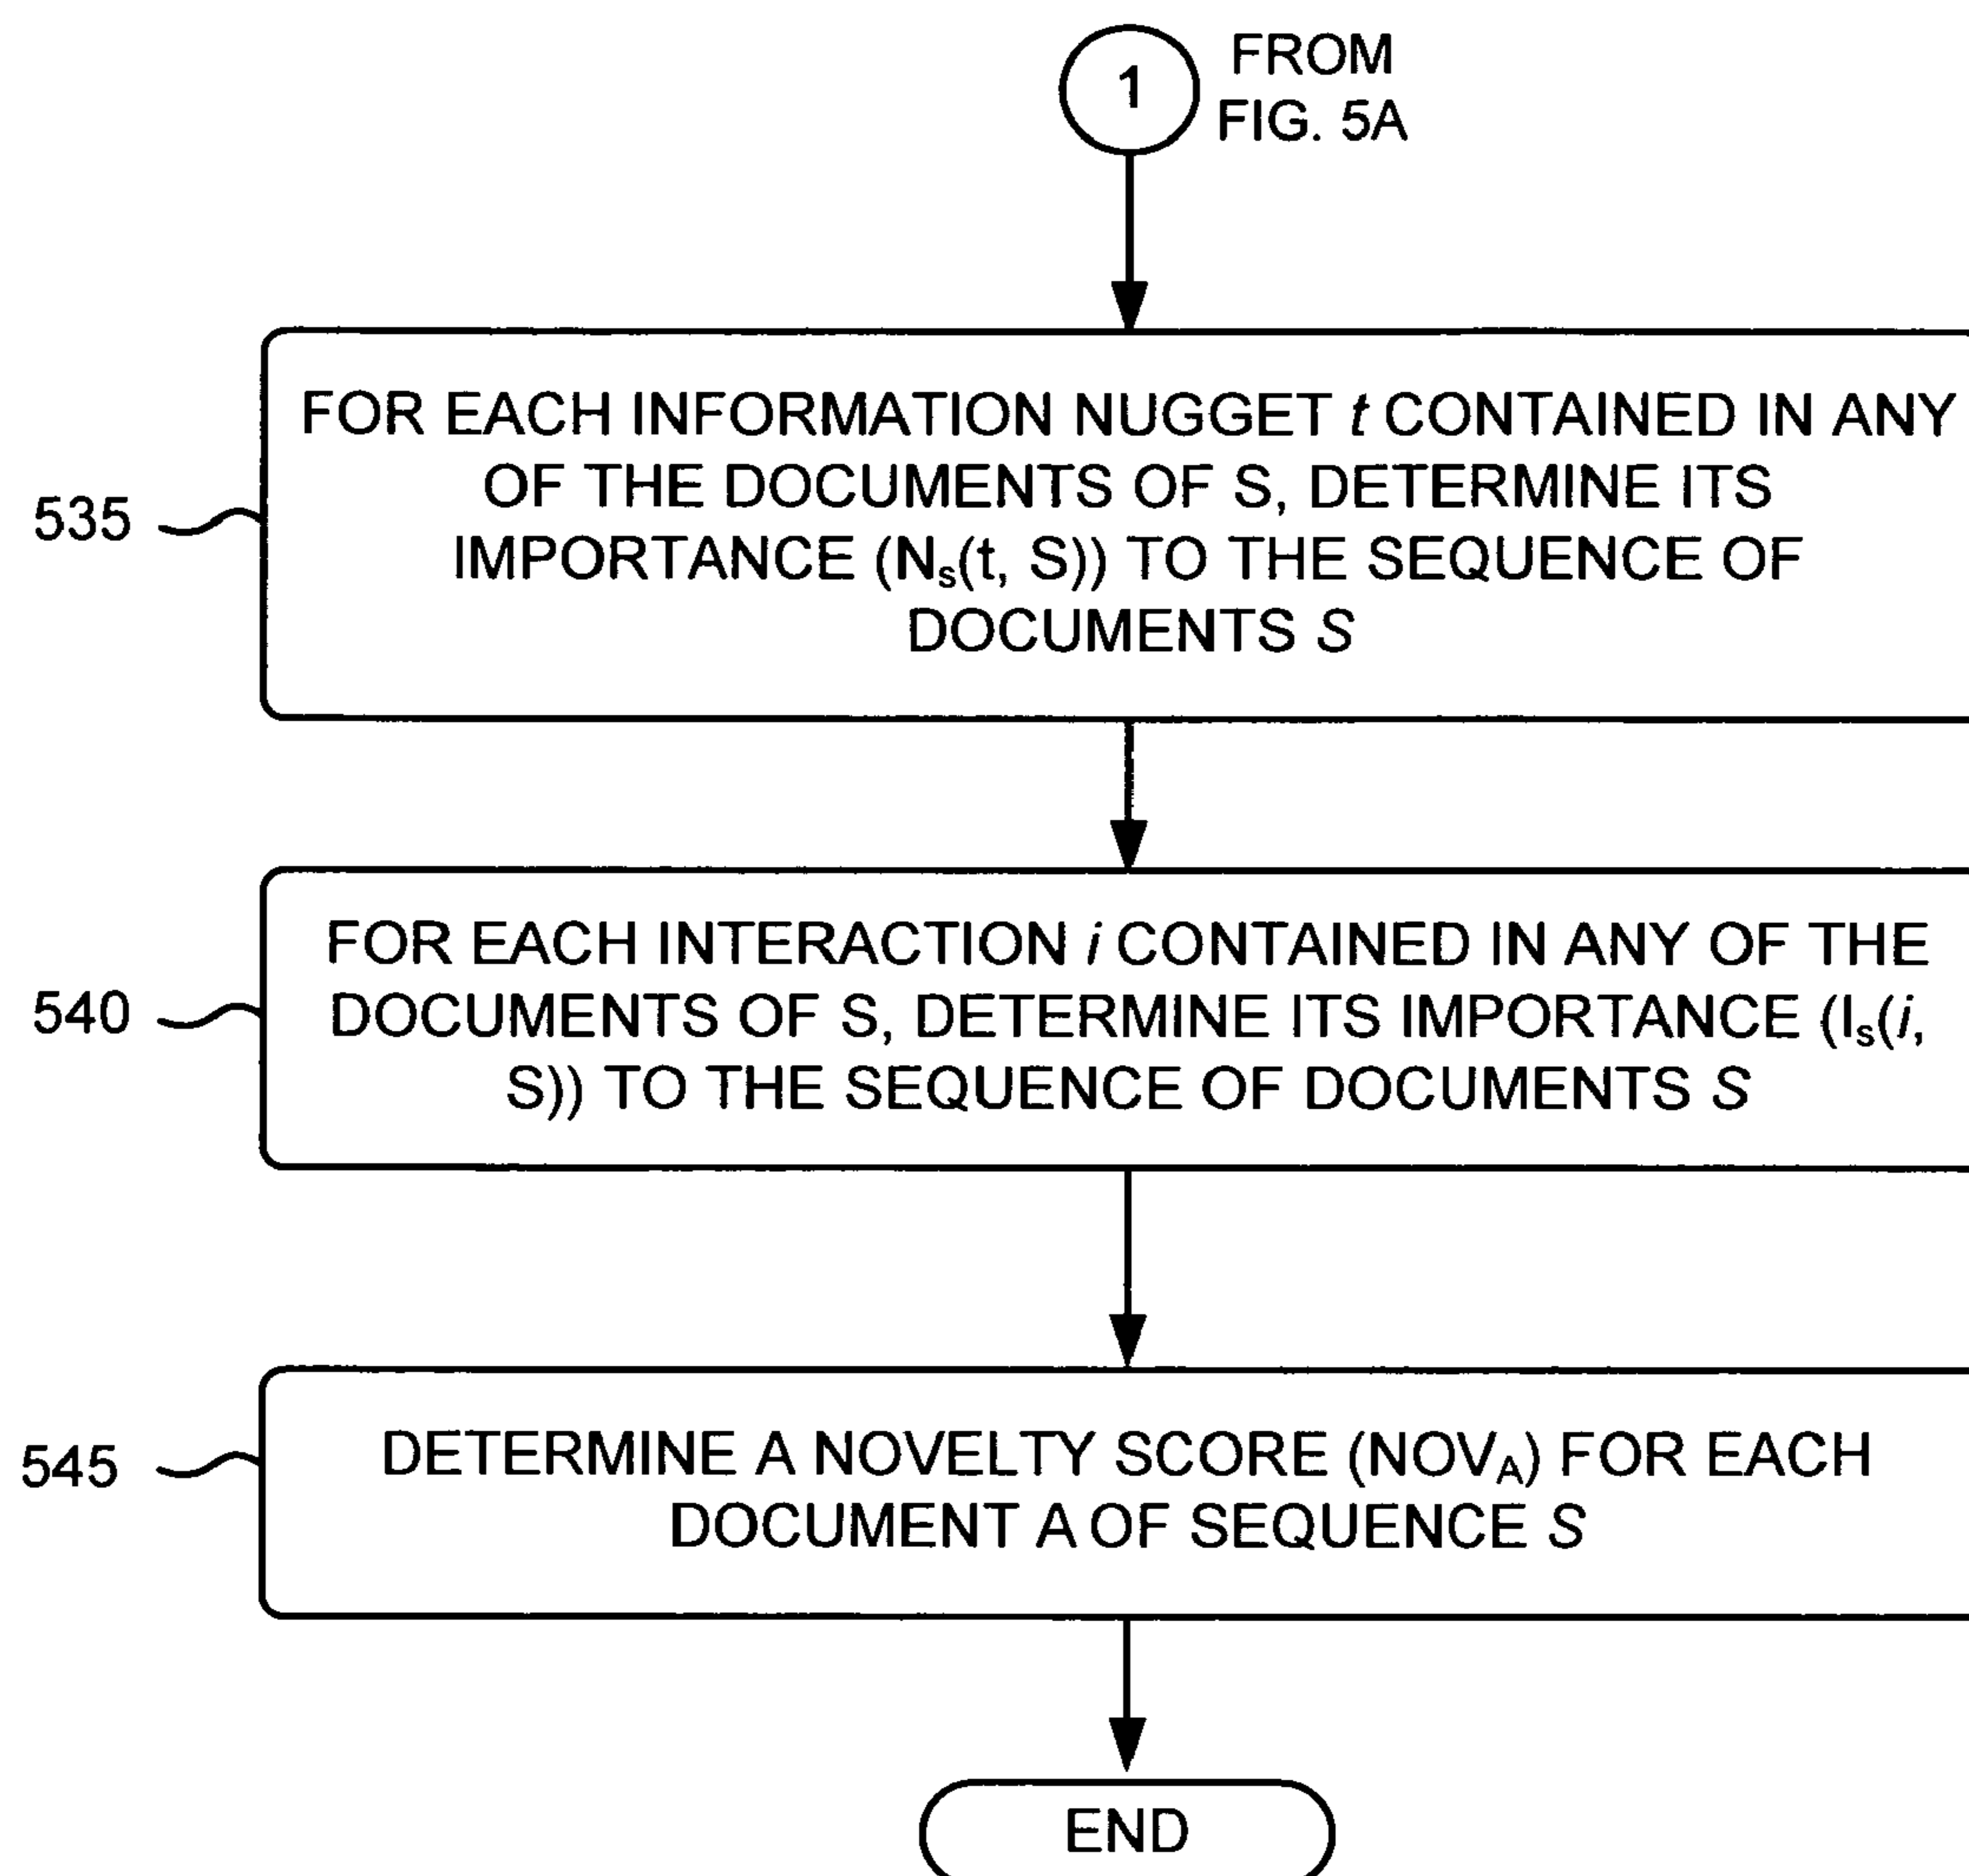 1
FROM
FIG. 5A
535
FOR EACH INFORMATION NUGGET t CONTAINED IN ANY
OF THE DOCUMENTS OF S, DETERMINE ITS
IMPORTANCE (Ns(t, S)) TO THE SEQUENCE OF
DOCUMENTS S
540
FOR EACH INTERACTION i CONTAINED IN ANY OF THE
DOCUMENTS OF S, DETERMINE ITS IMPORTANCE (Is(i,
S)) TO THE SEQUENCE OF DOCUMENTS S
545
DETERMINE A NOVELTY SCORE (NOVA) FOR EACH
DOCUMENT A OF SEQUENCE S
END